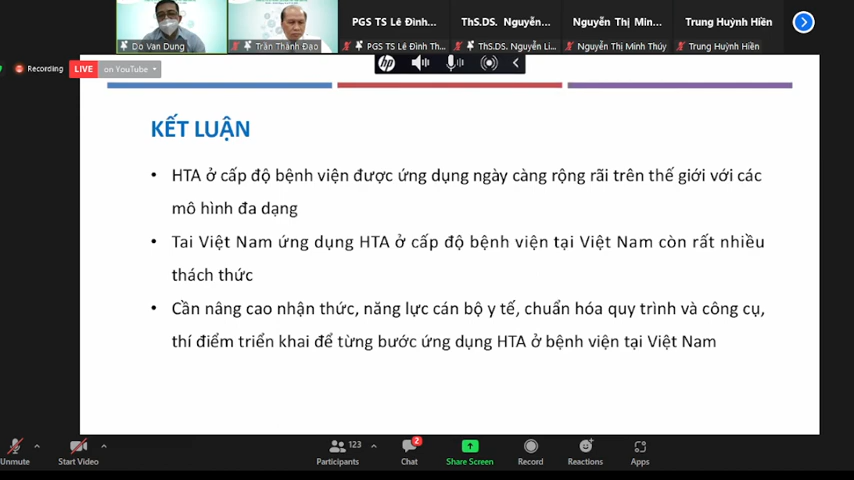 PGS TS Lê Đình...
ThS.DS. Nguyễn...
Nguyễn Thị Min...
Trung Huỳnh Hiền
Do Van Dung
Trần Thành Đạo
PGS TS Lê Đình Th...
ThS.DS. Nguyễn Li...
Nguyễn Thị Minh Thúy
Trung Huỳnh Hiền
Recording
LIVE on YouTube
hp
KẾT LUẬN
• HTA ở cấp độ bệnh viện được ứng dụng ngày càng rộng rãi trên thế giới với các
mô hình đa dạng
• Tai Việt Nam ứng dụng HTA ở cấp độ bệnh viện tại Việt Nam còn rất nhiều
thách thức
• Cần nâng cao nhận thức, năng lực cán bộ y tế, chuẩn hóa quy trình và công cụ,
thí điểm triển khai để từng bước ứng dụng HTA ở bệnh viện tại Việt Nam
123
2
Unmute
Start Video
Participants
Chat
Share Screen
Record
Reactions
Apps